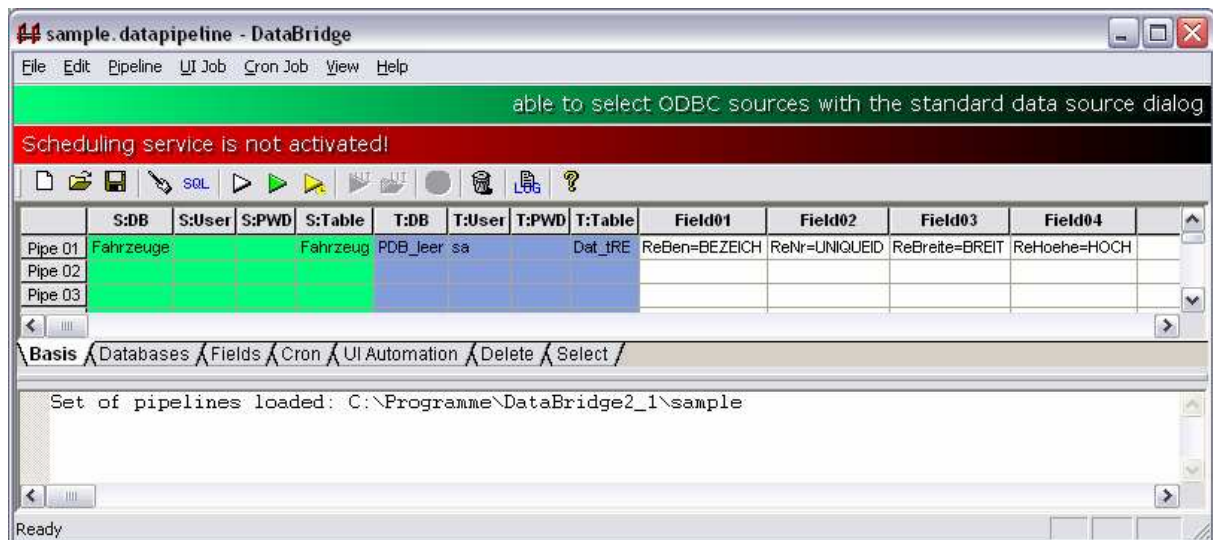 sample.datapipeline - DataBridge
File Edit Pipeline UI Job Cron Job View Help
able to select ODBC sources with the standard data source dialog
Scheduling service is not activated!
SQL UI UI LOG ?
S:DB S:User S:PWD S:Table T:DB T:User T:PWD T:Table Field01 Field02 Field03 Field04
Pipe 01 Fahrzeuge Fahrzeug PDB_leer sa Dat_tRE ReBen=BEZEICH ReNr=UNIQUEID ReBreite=BREIT ReHoehe=HOCH
Pipe 02
Pipe 03
Basis Databases Fields Cron UI Automation Delete Select
Set of pipelines loaded: C:\Programme\DataBridge2_1\sample
Ready